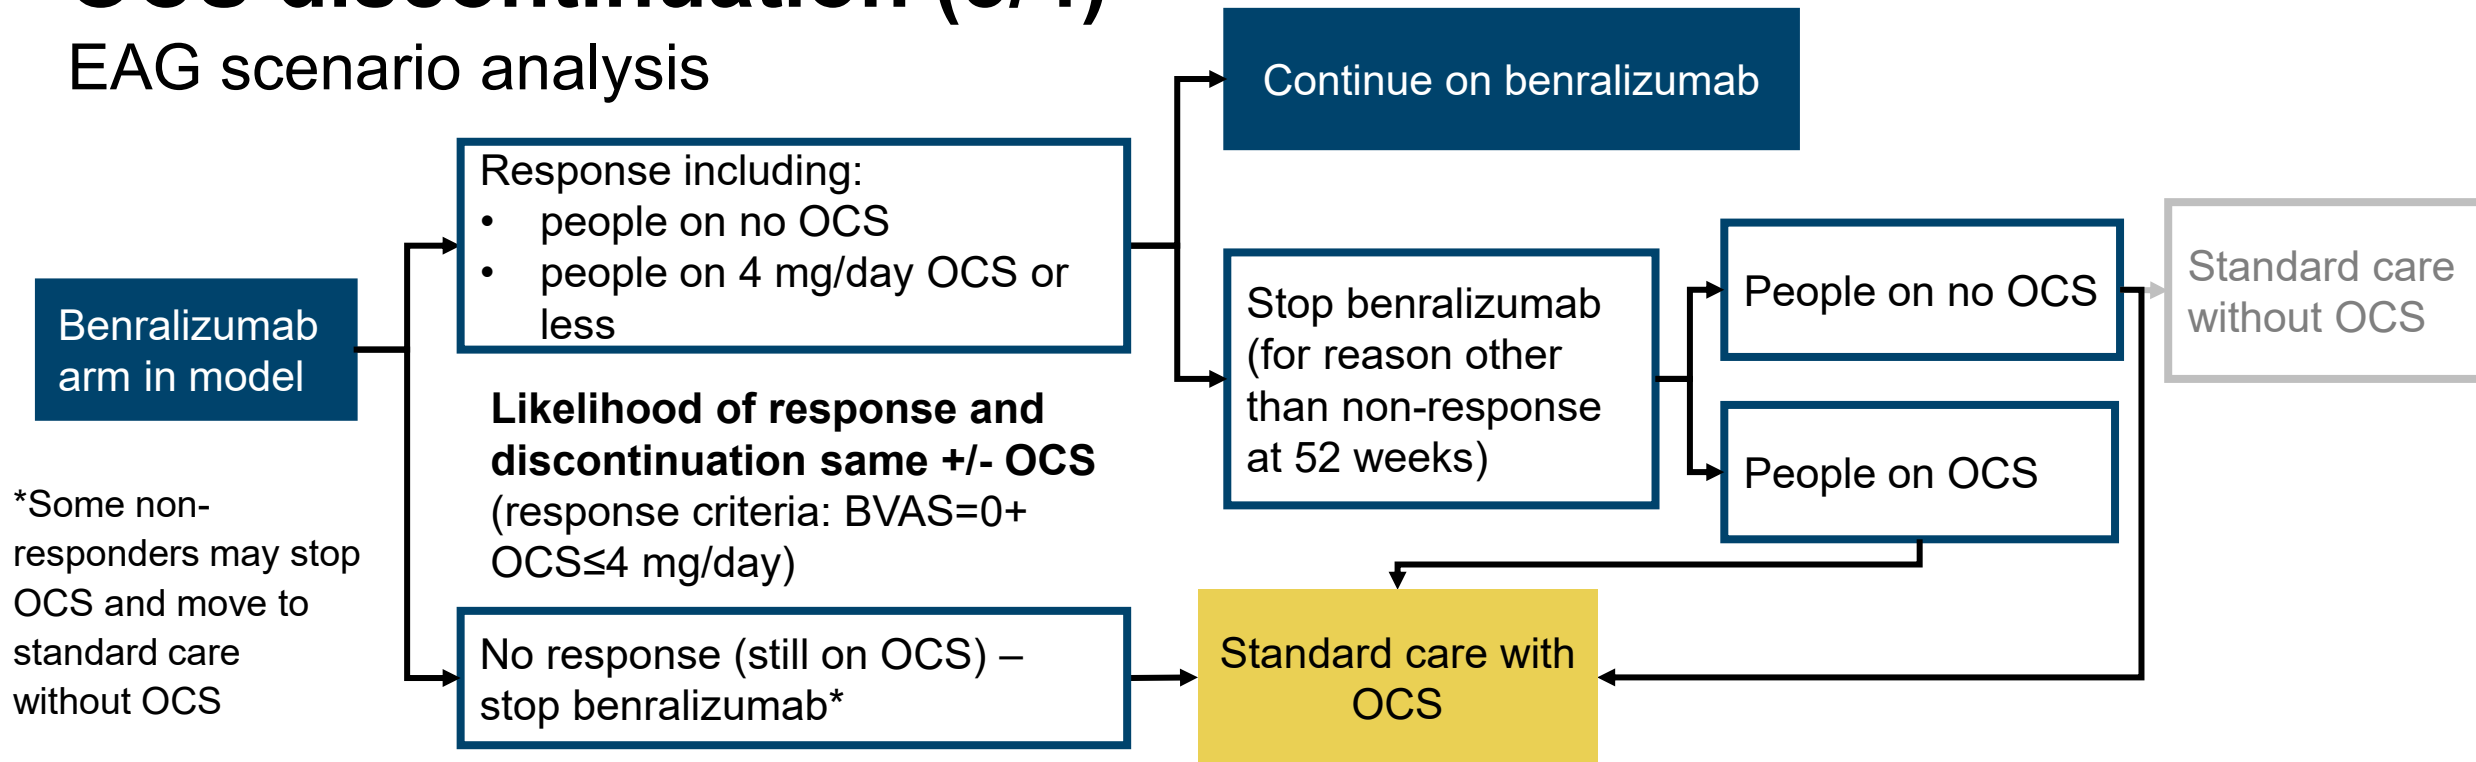 OCS discontinuation
EAG scenario analysis
Continue on benralizumab
Response including:
• people on no OCS
• people on 4 mg/day OCS or
less
Benralizumab
arm in model
Stop benralizumab
(for reason other
than non-response
at 52 weeks)
People on no OCS
Standard care
without OCS
People on OCS
Likelihood of response and
discontinuation same +/- OCS
(response criteria: BVAS=0+
OCS≤4 mg/day)
*Some non-
responders may stop
OCS and move to
standard care
without OCS
No response (still on OCS) –
stop benralizumab*
Standard care with
OCS